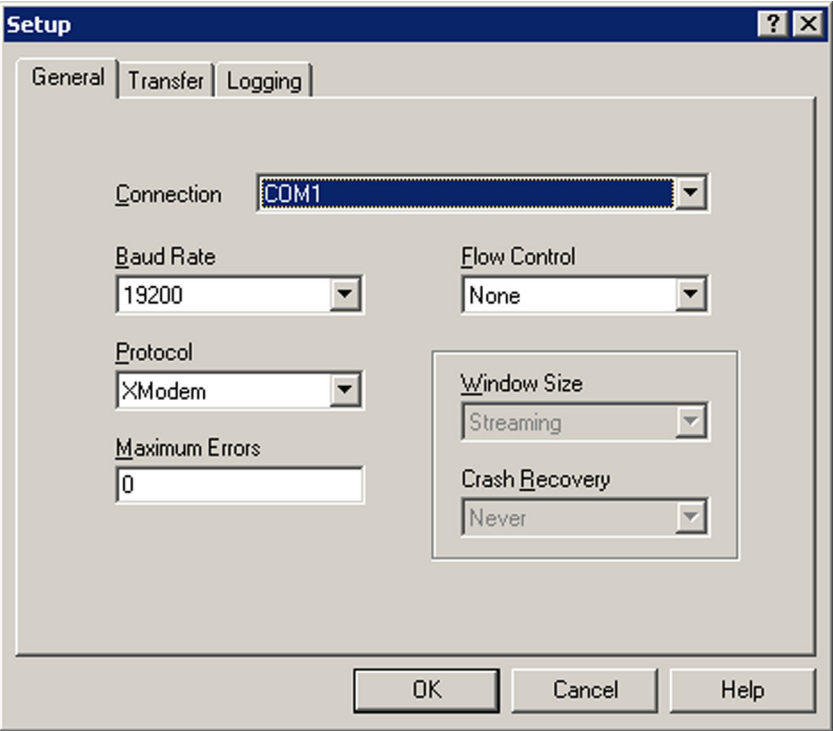 Setup
General Transfer Logging
Connection COM1
Baud Rate Flow Control
19200 None
Protocol
XModem
Window Size
Streaming
Maximum Errors
0
Crash Recovery
Never
OK Cancel Help